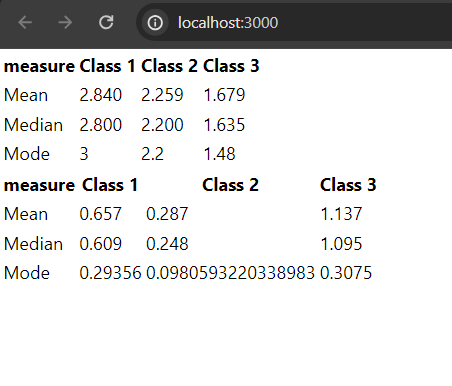 localhost:3000
measure Class 1 Class 2 Class 3
Mean 2.840 2.259 1.679
Median 2.800 2.200 1.635
Mode 3 2.2 1.48
measure Class 1 Class 2 Class 3
Mean 0.657 0.287 1.137
Median 0.609 0.248 1.095
Mode 0.29356 0.0980593220338983 0.3075